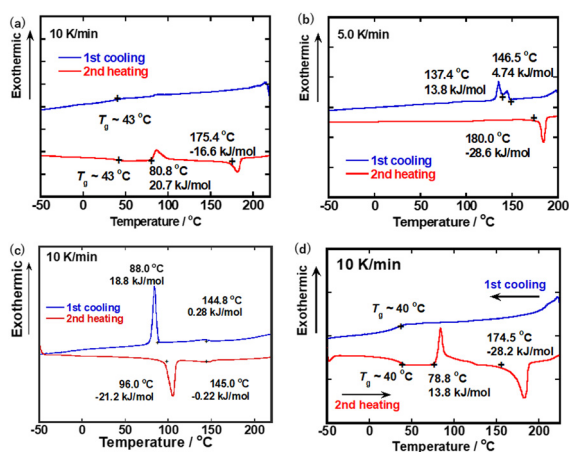 (a)
10 K/min
1st cooling
2nd heating
Exothermic
Tg ~ 43 °C
175.4 °C
-16.6 kJ/mol
Tg ~ 43 °C
80.8 °C
20.7 kJ/mol
-50 0 50 100 150 200
Temperature / °C
(b)
5.0 K/min
146.5 °C
4.74 kJ/mol
137.4 °C
13.8 kJ/mol
Exothermic
180.0 °C
-28.6 kJ/mol
1st cooling
2nd heating
-50 0 50 100 150 200
Temperature / °C
(c)
10 K/min
88.0 °C
18.8 kJ/mol
1st cooling
2nd heating
144.8 °C
0.28 kJ/mol
Exothermic
96.0 °C
-21.2 kJ/mol
145.0 °C
-0.22 kJ/mol
-50 0 50 100 150 200
Temperature / °C
(d)
10 K/min
1st cooling
Tg ~ 40 °C
Exothermic
174.5 °C
-28.2 kJ/mol
Tg ~ 40 °C
78.8 °C
13.8 kJ/mol
2nd heating
-50 0 50 100 150 200
Temperature / °C